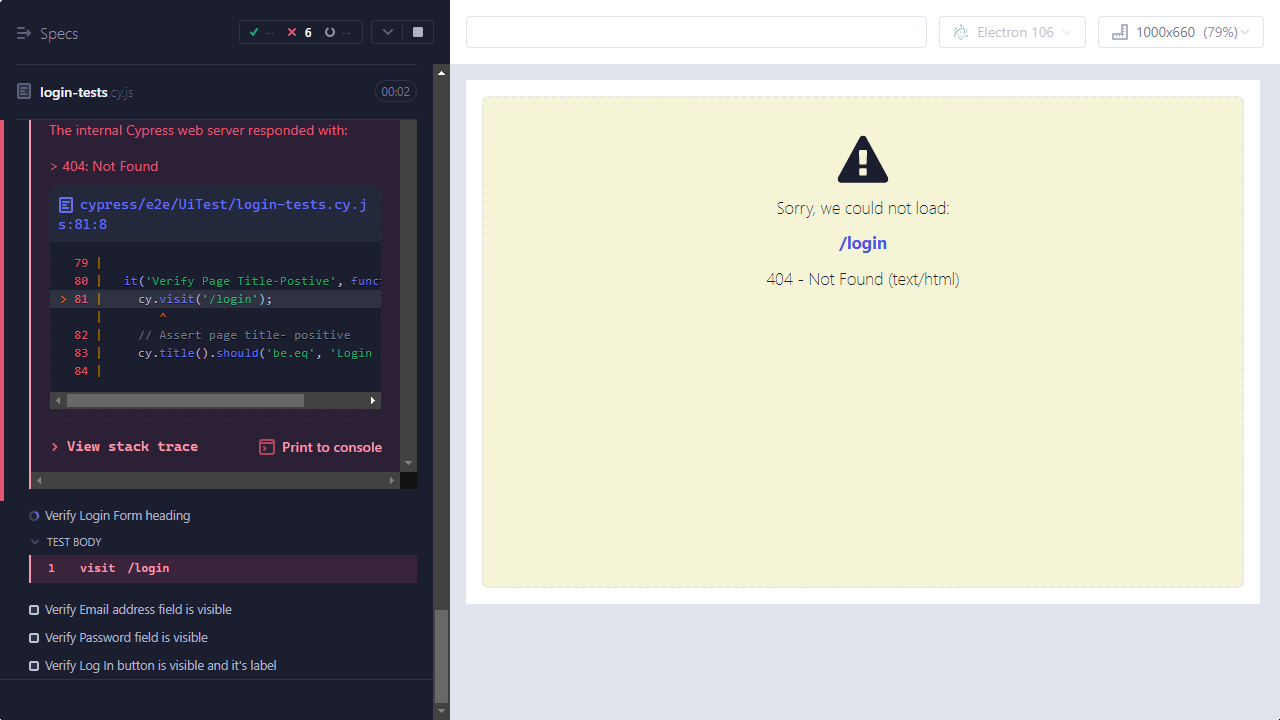 Specs
-- 6 --
Electron 106
1000x660 (79%)
login-tests.cy.js
00:02
The internal Cypress web server responded with:
> 404: Not Found
cypress/e2e/UiTest/login-tests.cy.j
s:81:8
79 |
80 | it('Verify Page Title-Postive', funct
> 81 | cy.visit('/login');
| ^
82 | // Assert page title- positive
83 | cy.title().should('be.eq', 'Login
84 |
> View stack trace
Print to console
Verify Login Form heading
TEST BODY
1 visit /login
Verify Email address field is visible
Verify Password field is visible
Verify Log In button is visible and it's label
Sorry, we could not load:
/login
404 - Not Found (text/html)